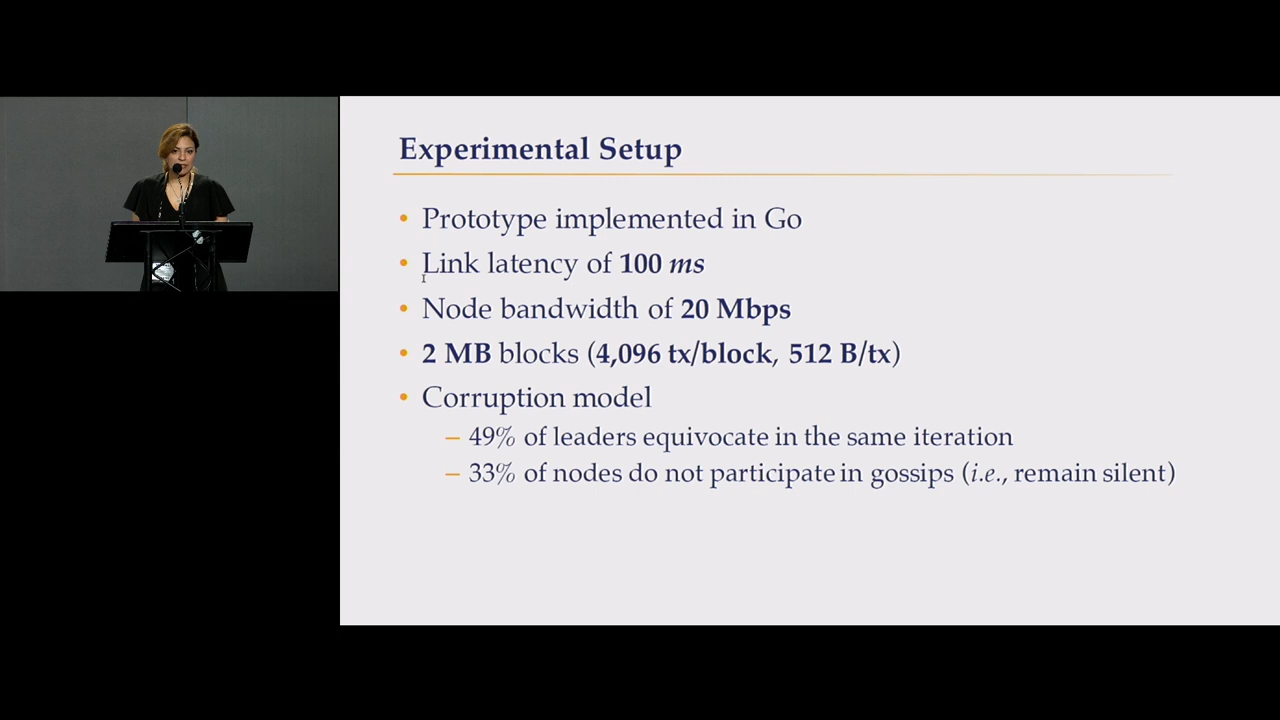 Experimental Setup
• Prototype implemented in Go
• Link latency of 100 ms
• Node bandwidth of 20 Mbps
• 2 MB blocks (4,096 tx/block, 512 B/tx)
• Corruption model
– 49% of leaders equivocate in the same iteration
– 33% of nodes do not participate in gossips (i.e., remain silent)